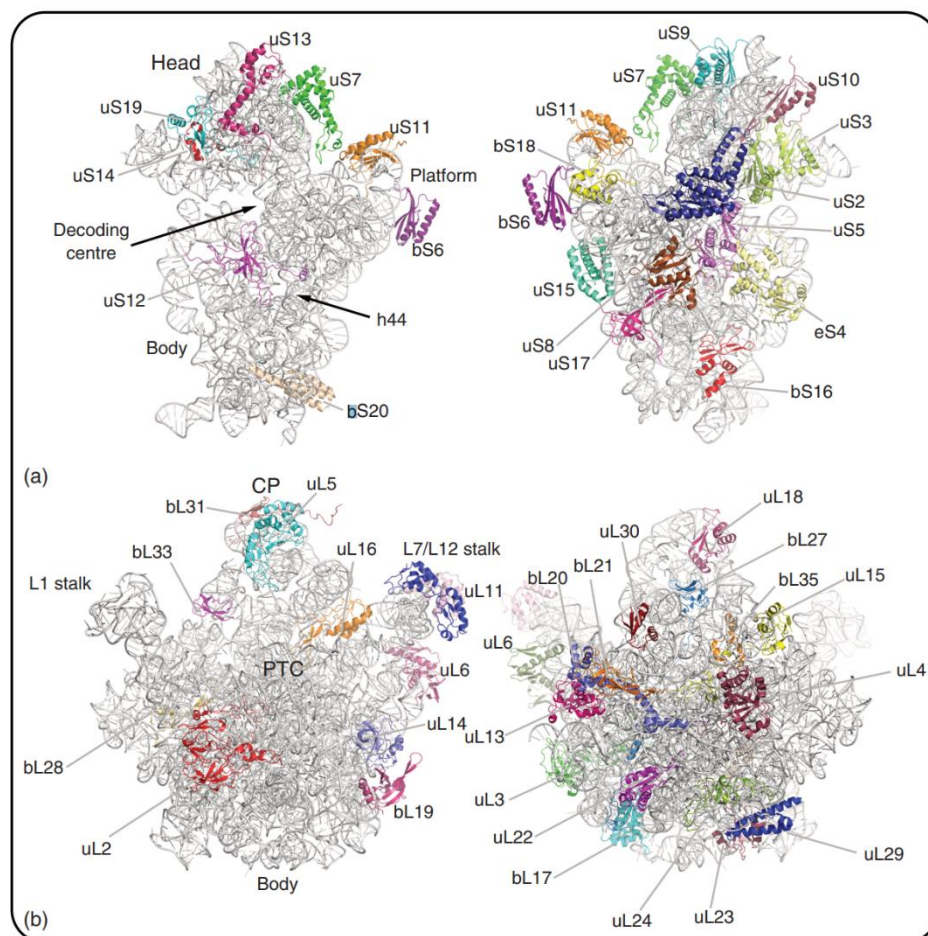 uS13
uS9
Head
uS7
uS7
uS10
uS19
uS11
uS11
uS3
bS18
uS14
Platform
bS6
uS2
Decoding
centre
bS6
uS5
uS12
uS15
h44
eS4
uS8
Body
uS17
bS20
bS16
(a)
CP
uL5
bL31
uL18
uL30
bL27
bL33
uL16
L7/L12 stalk
bL21
bL20
bL35
uL15
L1 stalk
uL11
uL6
PTC
uL6
uL4
uL13
uL14
bL28
uL3
bL19
uL22
uL2
uL29
bL17
Body
uL24
uL23
(b)